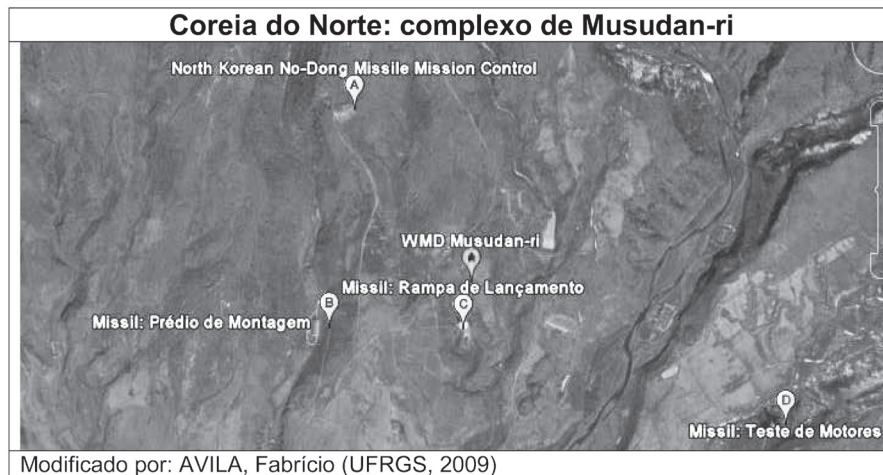 Coreia do Norte: complexo de Musudan-ri
North Korean No-Dong Missile Mission Control
A
WMD Musudan-ri
Missil: Rampa de Lançamento
B
C
Missil: Prédio de Montagem
D
Missil: Teste de Motores
Modificado por: AVILA, Fabrício (UFRGS, 2009)